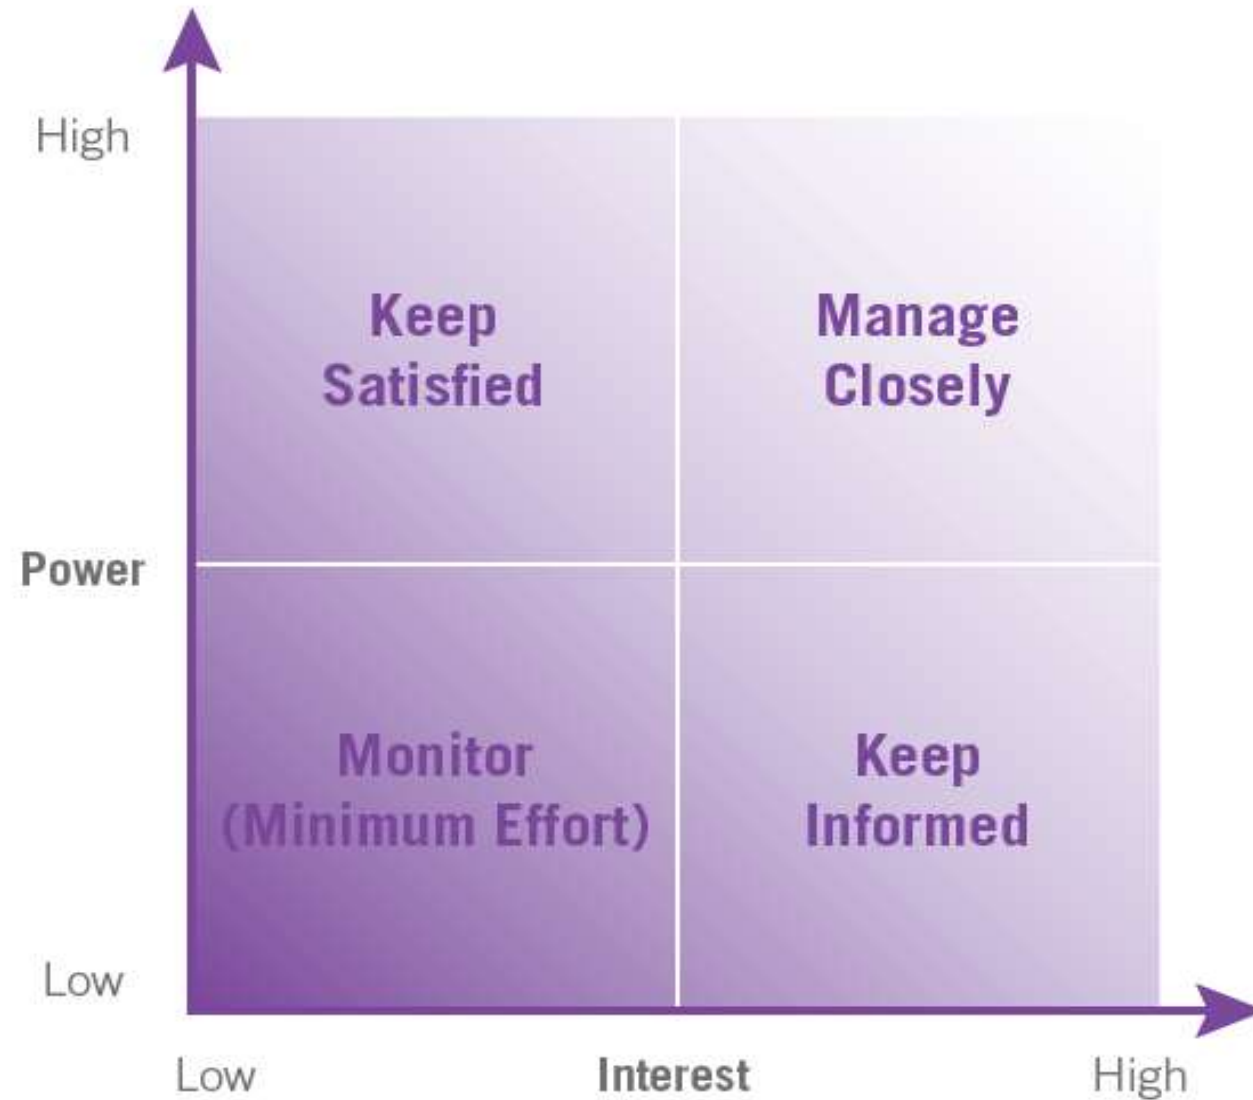 High
Keep
Satisfied
Manage
Closely
Power
Monitor
(Minimum Effort)
Keep
Informed
Low
Low
Interest
High